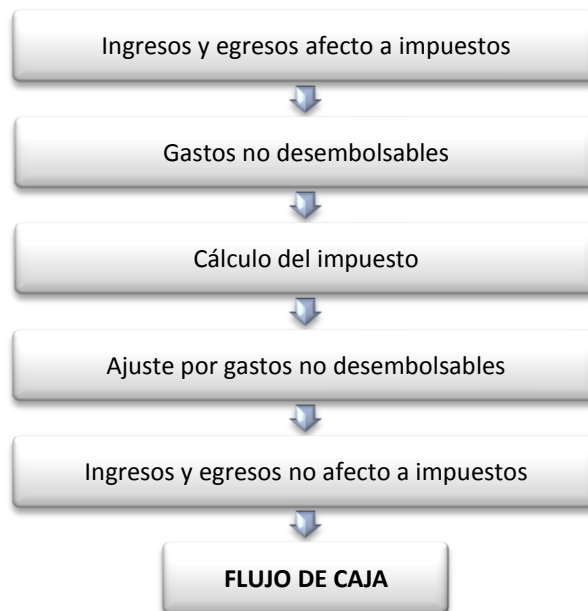 Ingresos y egresos afecto a impuestos
Gastos no desembolsables
Cálculo del impuesto
Ajuste por gastos no desembolsables
Ingresos y egresos no afecto a impuestos
FLUJO DE CAJA